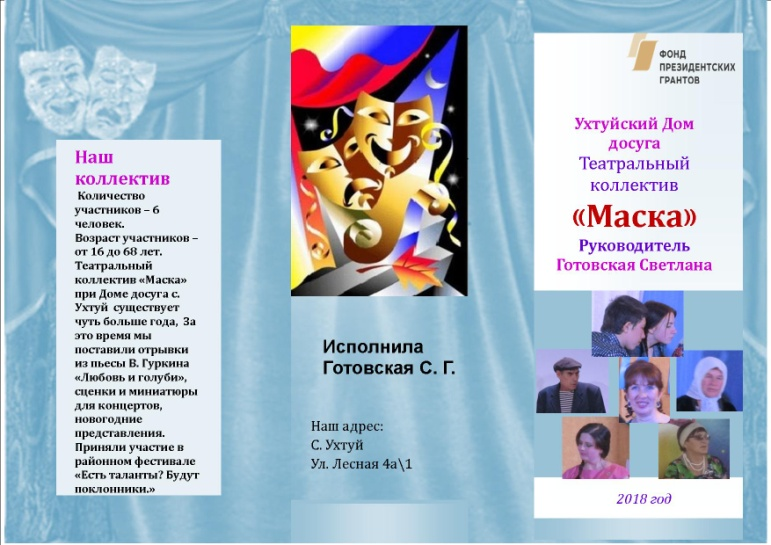 Наш
коллектив
Количество
участников – 6
человек.
Возраст участников –
от 16 до 68 лет.
Театральный
коллектив «Маска»
при Доме досуга с.
Ухтуй существует
чуть больше года, За
это время мы
поставили отрывки
из пьесы В. Гуркина
«Любовь и голуби»,
сценки и миниатюры
для концертов,
новогодние
представления.
Приняли участие в
районном фестивале
«Есть таланты? Будут
поклонники.»
Исполнила
Готовская С. Г.
Наш адрес:
С. Ухтуй
Ул. Лесная 4а\1
ФОНД
ПРЕЗИДЕНТСКИХ
ГРАНТОВ
Ухтуйский Дом
досуга
Театральный
коллектив
«Маска»
Руководитель
Готовская Светлана
2018 год